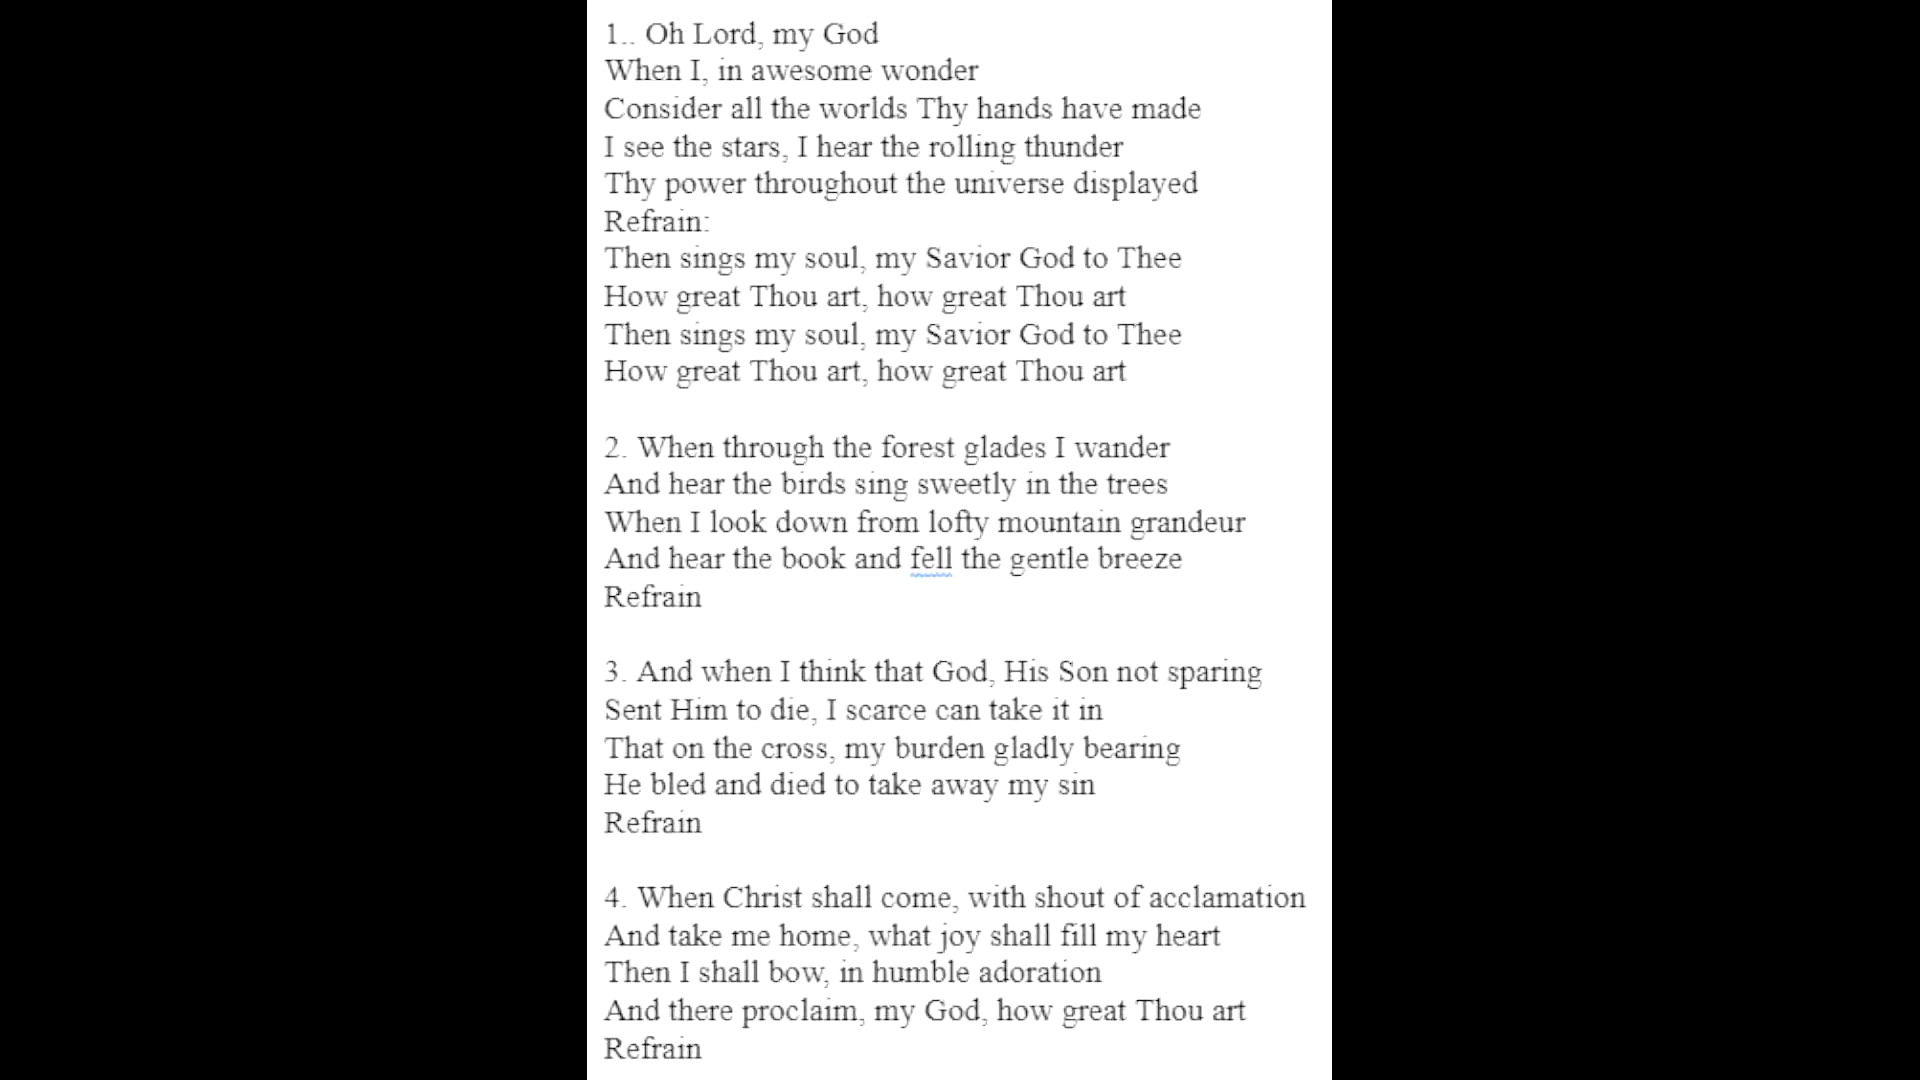 1.. Oh Lord, my God
When I, in awesome wonder
Consider all the worlds Thy hands have made
I see the stars, I hear the rolling thunder
Thy power throughout the universe displayed
Refrain:
Then sings my soul, my Savior God to Thee
How great Thou art, how great Thou art
Then sings my soul, my Savior God to Thee
How great Thou art, how great Thou art

2. When through the forest glades I wander
And hear the birds sing sweetly in the trees
When I look down from lofty mountain grandeur
And hear the book and fell the gentle breeze
Refrain

3. And when I think that God, His Son not sparing
Sent Him to die, I scarce can take it in
That on the cross, my burden gladly bearing
He bled and died to take away my sin
Refrain

4. When Christ shall come, with shout of acclamation
And take me home, what joy shall fill my heart
Then I shall bow, in humble adoration
And there proclaim, my God, how great Thou art
Refrain